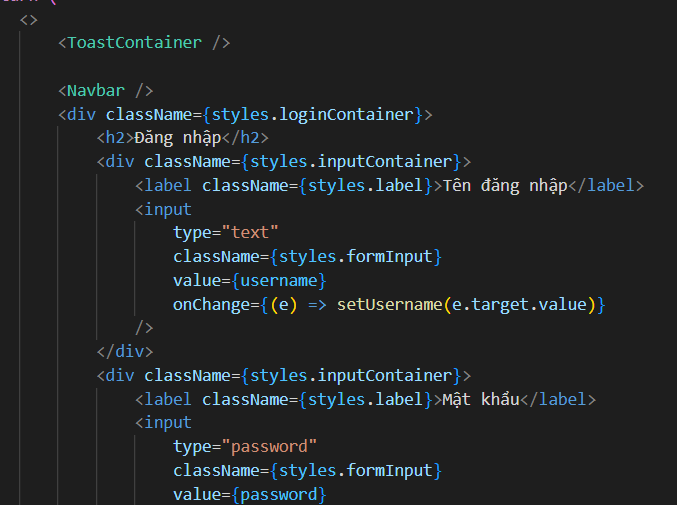 <>
<ToastContainer />
<Navbar />
<div className={styles.loginContainer}>
<h2>Đăng nhập</h2>
<div className={styles.inputContainer}>
<label className={styles.label}>Tên đăng nhập</label>
<input
type="text"
className={styles.formInput}
value={username}
onChange={(e) => setUsername(e.target.value)}
/>
</div>
<div className={styles.inputContainer}>
<label className={styles.label}>Mật khẩu</label>
<input
type="password"
className={styles.formInput}
value={password}